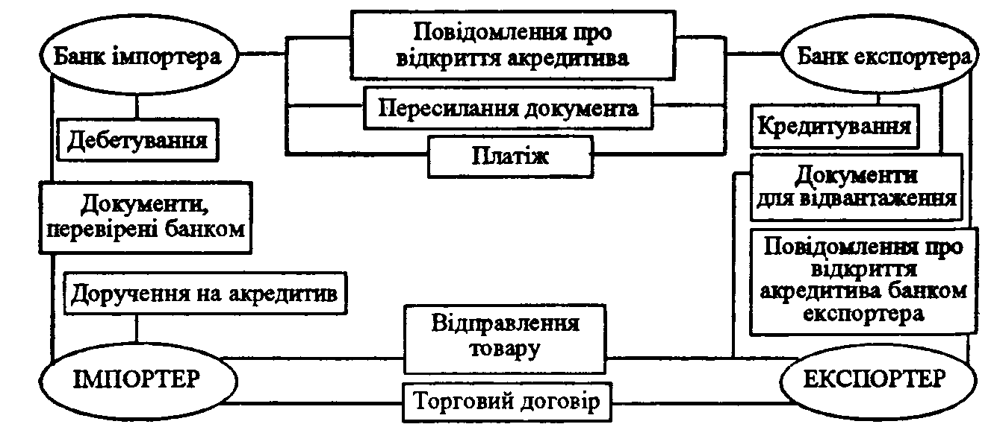 Повідомлення про
відкриття акредитива
Банк імпортера
Банк експортера
Пересилання документа
Дебетування
Кредитування
Платіж
Документи
для відвантаження
Документи,
перевірені банком
Повідомлення про
відкриття
акредитива банком
експортера
Доручення на акредитив
Відправлення
товару
ІМПОРТЕР
ЕКСПОРТЕР
Торговий договір